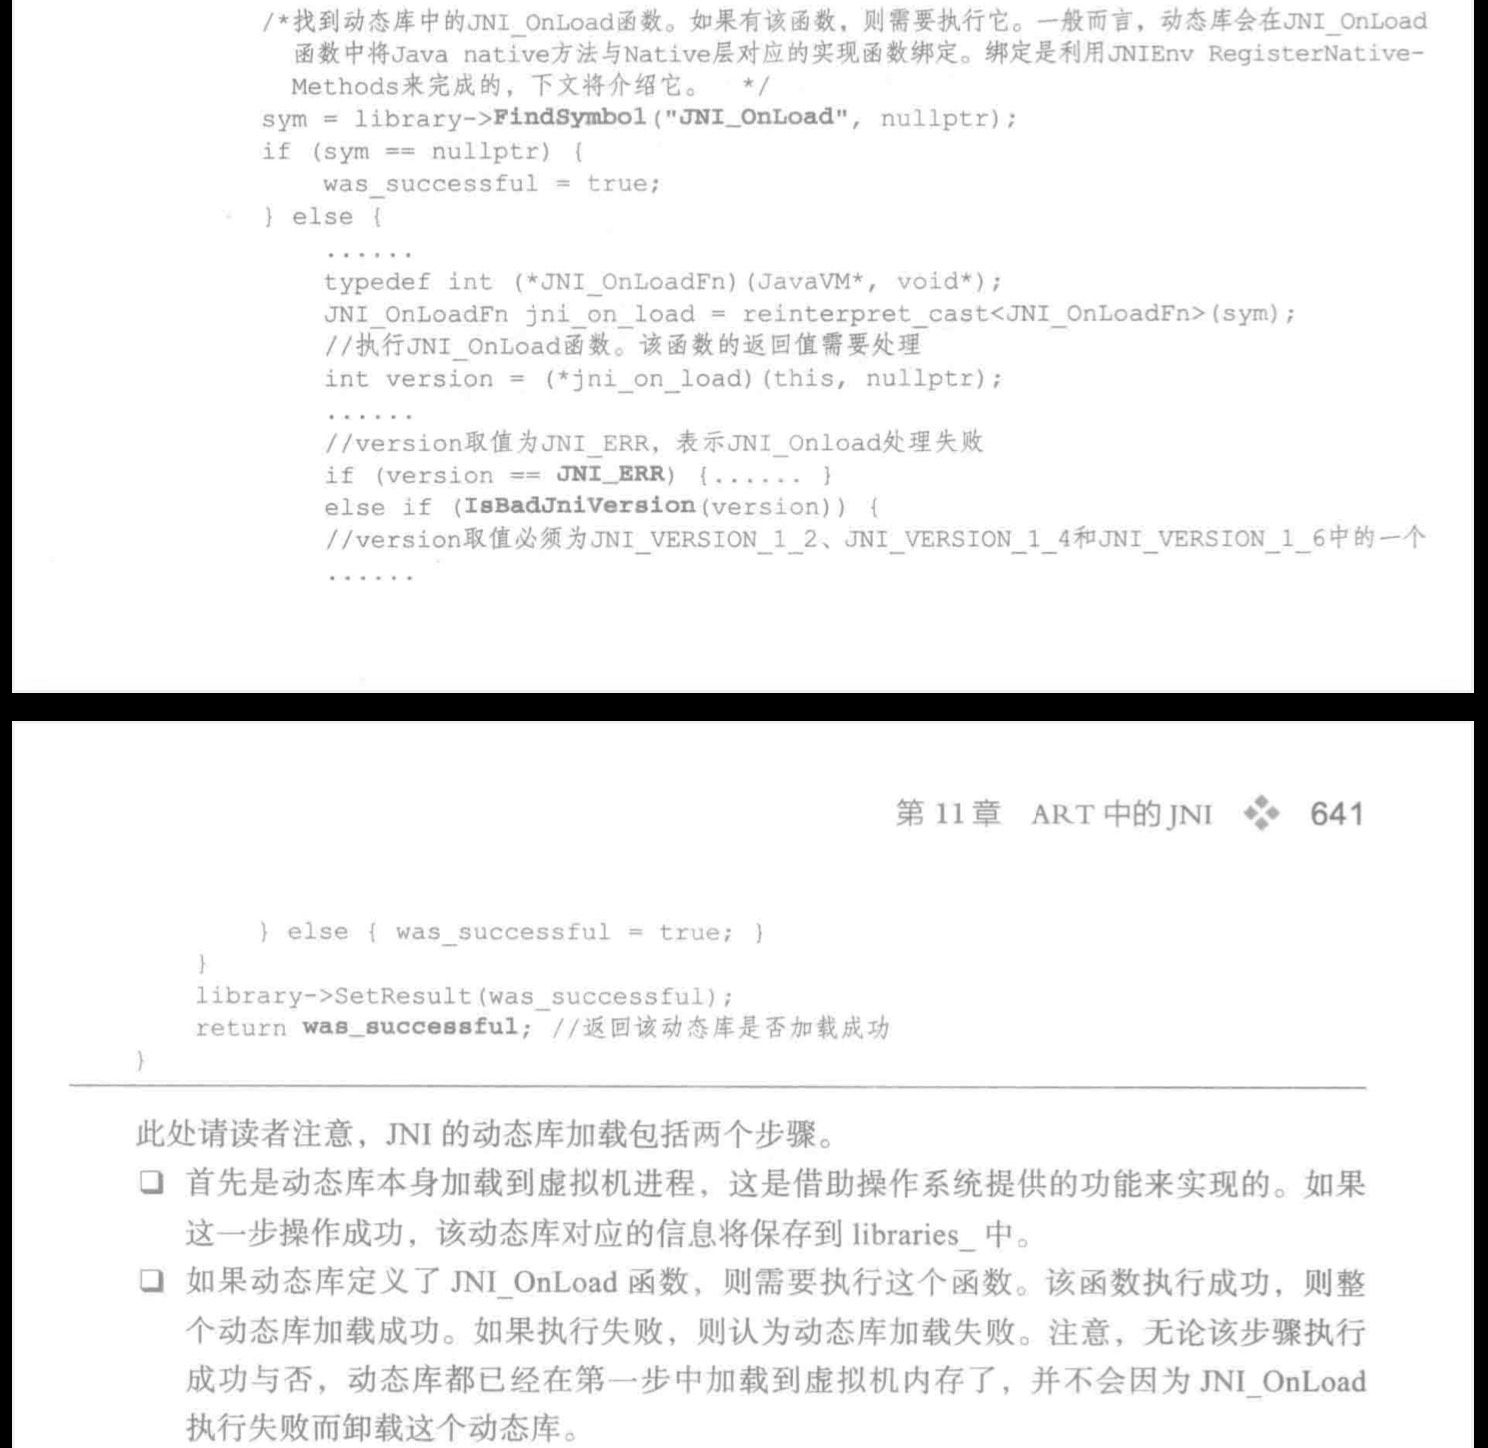 /*找到动态库中的JNI_OnLoad函数。如果有该函数，则需要执行它。一般而言，动态库会在JNI_OnLoad
函数中将Java native方法与Native层对应的实现函数绑定。绑定是利用JNIEnv RegisterNative-
Methods来完成的，下文将介绍它。 */
sym = library->FindSymbol("JNI_OnLoad", nullptr);
if (sym == nullptr) {
was_successful = true;
} else {
......
typedef int (*JNI_OnLoadFn)(JavaVM*, void*);
JNI_OnLoadFn jni_on_load = reinterpret_cast<JNI_OnLoadFn>(sym);
//执行JNI_OnLoad函数。该函数的返回值需要处理
int version = (*jni_on_load)(this, nullptr);
......
//version取值为JNI_ERR，表示JNI_Onload处理失败
if (version == JNI_ERR) {...... }
else if (IsBadJniVersion(version)) {
//version取值必须为JNI_VERSION_1_2、JNI_VERSION_1_4和JNI_VERSION_1_6中的一个
......
第 11 章 ART 中的 JNI 641
} else { was_successful = true; }
}
library->SetResult(was_successful);
return was_successful; //返回该动态库是否加载成功
}
此处请读者注意，JNI 的动态库加载包括两个步骤。
❑ 首先是动态库本身加载到虚拟机进程，这是借助操作系统提供的功能来实现的。如果
这一步操作成功，该动态库对应的信息将保存到 libraries_ 中。
❑ 如果动态库定义了 JNI_OnLoad 函数，则需要执行这个函数。该函数执行成功，则整
个动态库加载成功。如果执行失败，则认为动态库加载失败。注意，无论该步骤执行
成功与否，动态库都已经在第一步中加载到虚拟机内存了，并不会因为 JNI_OnLoad
执行失败而卸载这个动态库。